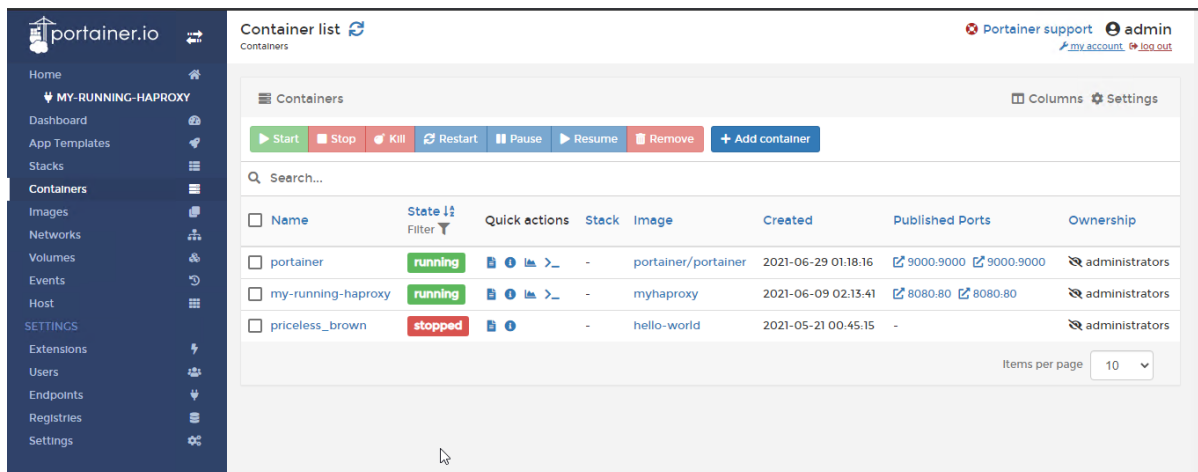 portainer.io
Home
MY-RUNNING-HAPROXY
Dashboard
App Templates
Stacks
Containers
Images
Networks
Volumes
Events
Host
SETTINGS
Extensions
Users
Endpoints
Registries
Settings
Container list
Containers
Portainer support admin
my account log out
Containers
Columns Settings
Start Stop Kill Restart Pause Resume Remove + Add container
Search...
Name State Filter Quick actions Stack Image Created Published Ports Ownership
portainer running >_ - portainer/portainer 2021-06-29 01:18:16 9000:9000 9000:9000 administrators
my-running-haproxy running >_ - myhaproxy 2021-06-09 02:13:41 8080:80 8080:80 administrators
priceless_brown stopped - hello-world 2021-05-21 00:45:15 - administrators
Items per page 10